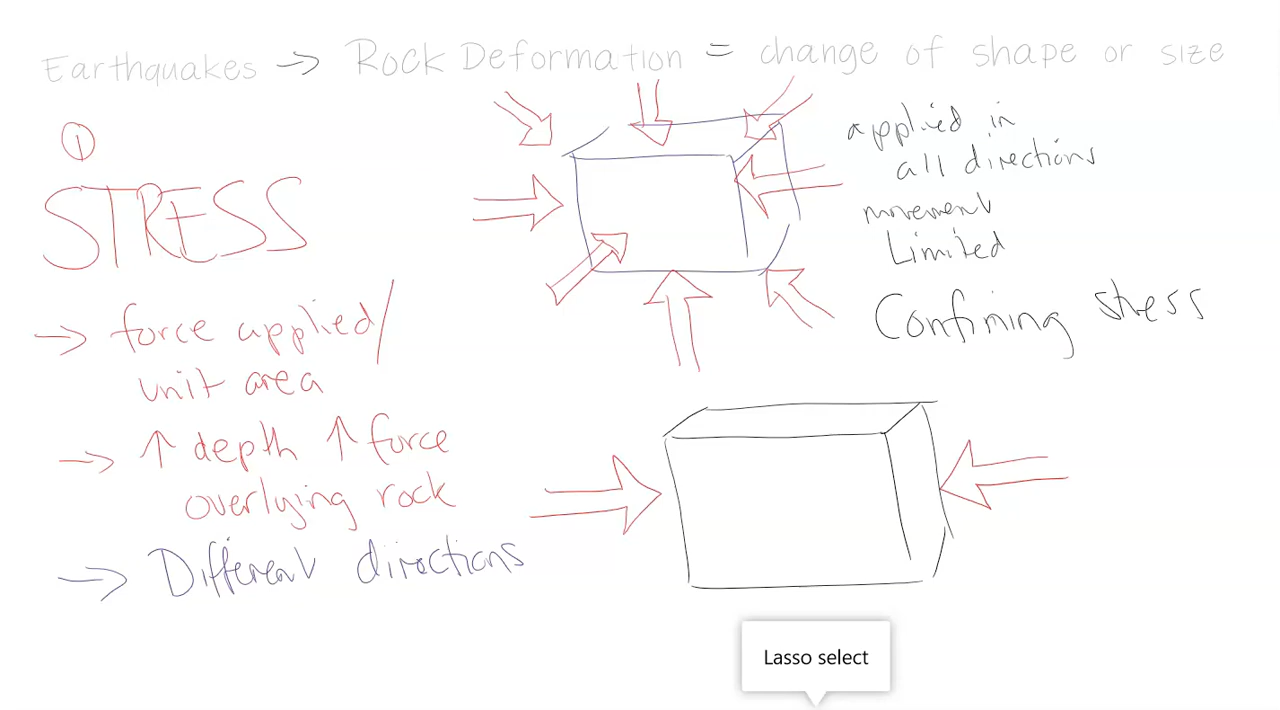 Earthquakes → Rock Deformation = change of shape or size
①
STRESS
→ force applied/
unit area
→ ↑ depth ↑ force
overlying rock
→ Different directions
applied in
all directions
movement
Limited
Confining stress
Lasso select